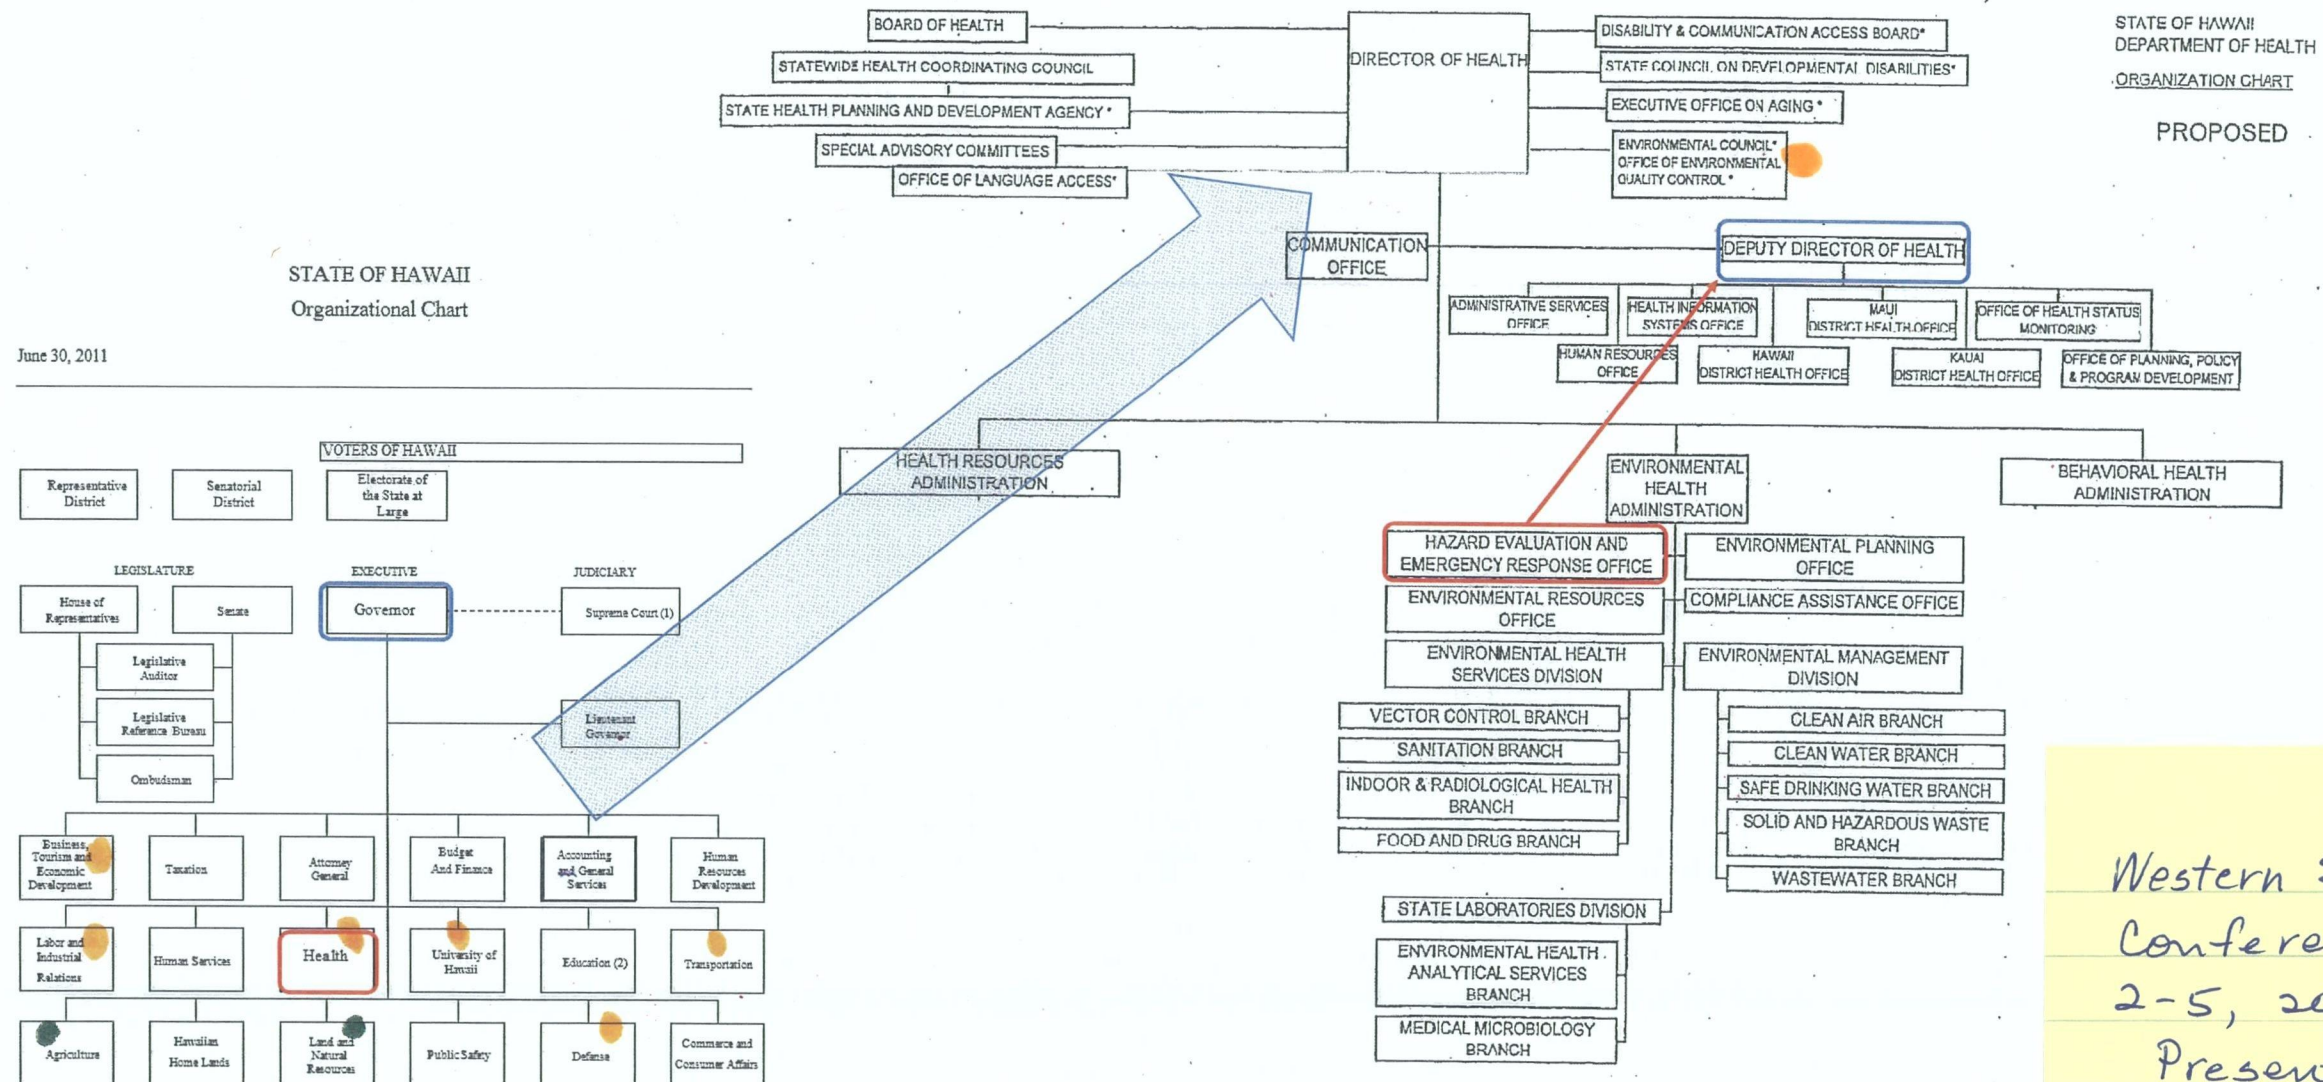 STATE OF HAWAII
DEPARTMENT OF HEALTH
ORGANIZATION CHART
PROPOSED
BOARD OF HEALTH
STATEWIDE HEALTH COORDINATING COUNCIL
STATE HEALTH PLANNING AND DEVELOPMENT AGENCY *
SPECIAL ADVISORY COMMITTEES
OFFICE OF LANGUAGE ACCESS*
DIRECTOR OF HEALTH
DISABILITY & COMMUNICATION ACCESS BOARD*
STATE COUNCIL ON DEVELOPMENTAL DISABILITIES*
EXECUTIVE OFFICE ON AGING *
ENVIRONMENTAL COUNCIL*
OFFICE OF ENVIRONMENTAL
QUALITY CONTROL *
COMMUNICATION
OFFICE
DEPUTY DIRECTOR OF HEALTH
ADMINISTRATIVE SERVICES
OFFICE
HEALTH INFORMATION
SYSTEMS OFFICE
MAUI
DISTRICT HEALTH OFFICE
OFFICE OF HEALTH STATUS
MONITORING
HUMAN RESOURCES
OFFICE
HAWAII
DISTRICT HEALTH OFFICE
KAUAI
DISTRICT HEALTH OFFICE
OFFICE OF PLANNING, POLICY
& PROGRAM DEVELOPMENT
HEALTH RESOURCES
ADMINISTRATION
ENVIRONMENTAL
HEALTH
ADMINISTRATION
BEHAVIORAL HEALTH
ADMINISTRATION
HAZARD EVALUATION AND
EMERGENCY RESPONSE OFFICE
ENVIRONMENTAL PLANNING
OFFICE
ENVIRONMENTAL RESOURCES
OFFICE
COMPLIANCE ASSISTANCE OFFICE
ENVIRONMENTAL HEALTH
SERVICES DIVISION
ENVIRONMENTAL MANAGEMENT
DIVISION
VECTOR CONTROL BRANCH
SANITATION BRANCH
INDOOR & RADIOLOGICAL HEALTH
BRANCH
FOOD AND DRUG BRANCH
CLEAN AIR BRANCH
CLEAN WATER BRANCH
SAFE DRINKING WATER BRANCH
SOLID AND HAZARDOUS WASTE
BRANCH
WASTEWATER BRANCH
STATE LABORATORIES DIVISION
ENVIRONMENTAL HEALTH
ANALYTICAL SERVICES
BRANCH
MEDICAL MICROBIOLOGY
BRANCH
STATE OF HAWAII
Organizational Chart
June 30, 2011
VOTERS OF HAWAII
Representative
District
Senatorial
District
Electorate of
the State at
Large
LEGISLATURE
EXECUTIVE
JUDICIARY
House of
Representatives
Senate
Governor
Supreme Court (1)
Legislative
Auditor
Legislative
Reference Bureau
Ombudsman
Lieutenant
Governor
Business,
Tourism and
Economic
Development
Taxation
Attorney
General
Budget
And Finance
Accounting
and General
Services
Human
Resources
Development
Labor and
Industrial
Relations
Human Services
Health
University of
Hawaii
Education (2)
Transportation
Agriculture
Hawaiian
Home Lands
Land and
Natural
Resources
Public Safety
Defense
Commerce and
Consumer Affairs
Western
2-5,